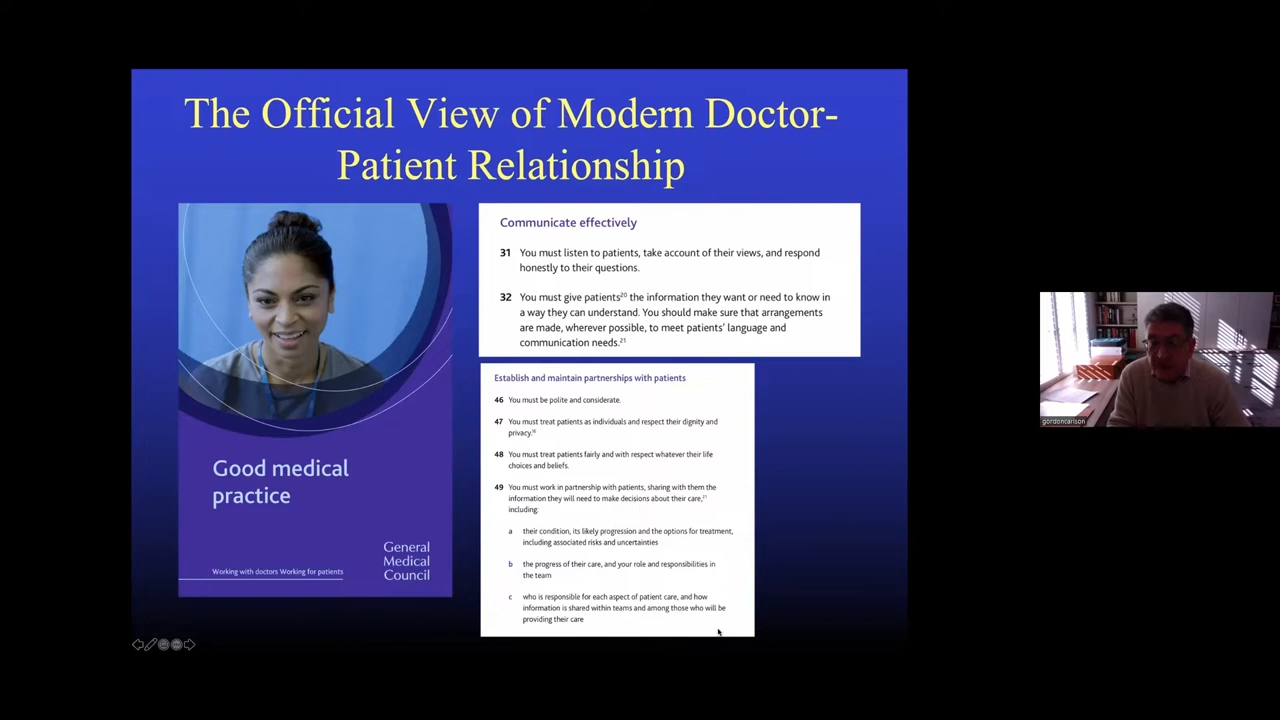 The Official View of Modern Doctor-
Patient Relationship
Good medical
practice
Working with doctors Working for patients
General
Medical
Council
Communicate effectively
31 You must listen to patients, take account of their views, and respond
honestly to their questions.
32 You must give patients20 the information they want or need to know in
a way they can understand. You should make sure that arrangements
are made, wherever possible, to meet patients’ language and
communication needs.21
Establish and maintain partnerships with patients
46 You must be polite and considerate.
47 You must treat patients as individuals and respect their dignity and
privacy.16
48 You must treat patients fairly and with respect whatever their life
choices and beliefs.
49 You must work in partnership with patients, sharing with them the
information they will need to make decisions about their care,21
including:
a their condition, its likely progression and the options for treatment,
including associated risks and uncertainties
b the progress of their care, and your role and responsibilities in
the team
c who is responsible for each aspect of patient care, and how
information is shared within teams and among those who will be
providing their care
gordoncarlson